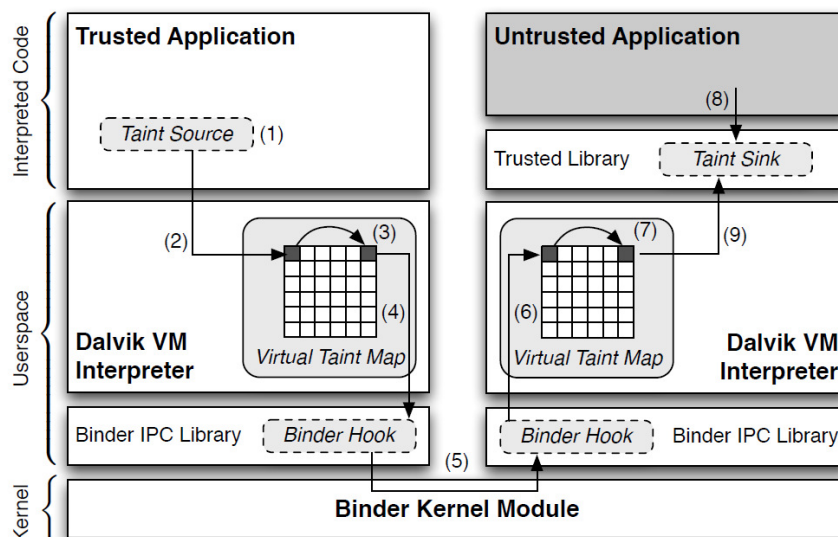 Interpreted Code
Trusted Application
Taint Source
(1)
Untrusted Application
(8)
Trusted Library
Taint Sink
Userspace
(2)
(3)
(4)
Virtual Taint Map
Dalvik VM
Interpreter
(6)
(7)
(9)
Virtual Taint Map
Dalvik VM
Interpreter
Binder IPC Library
Binder Hook
(5)
Binder Hook
Binder IPC Library
Kernel
Binder Kernel Module